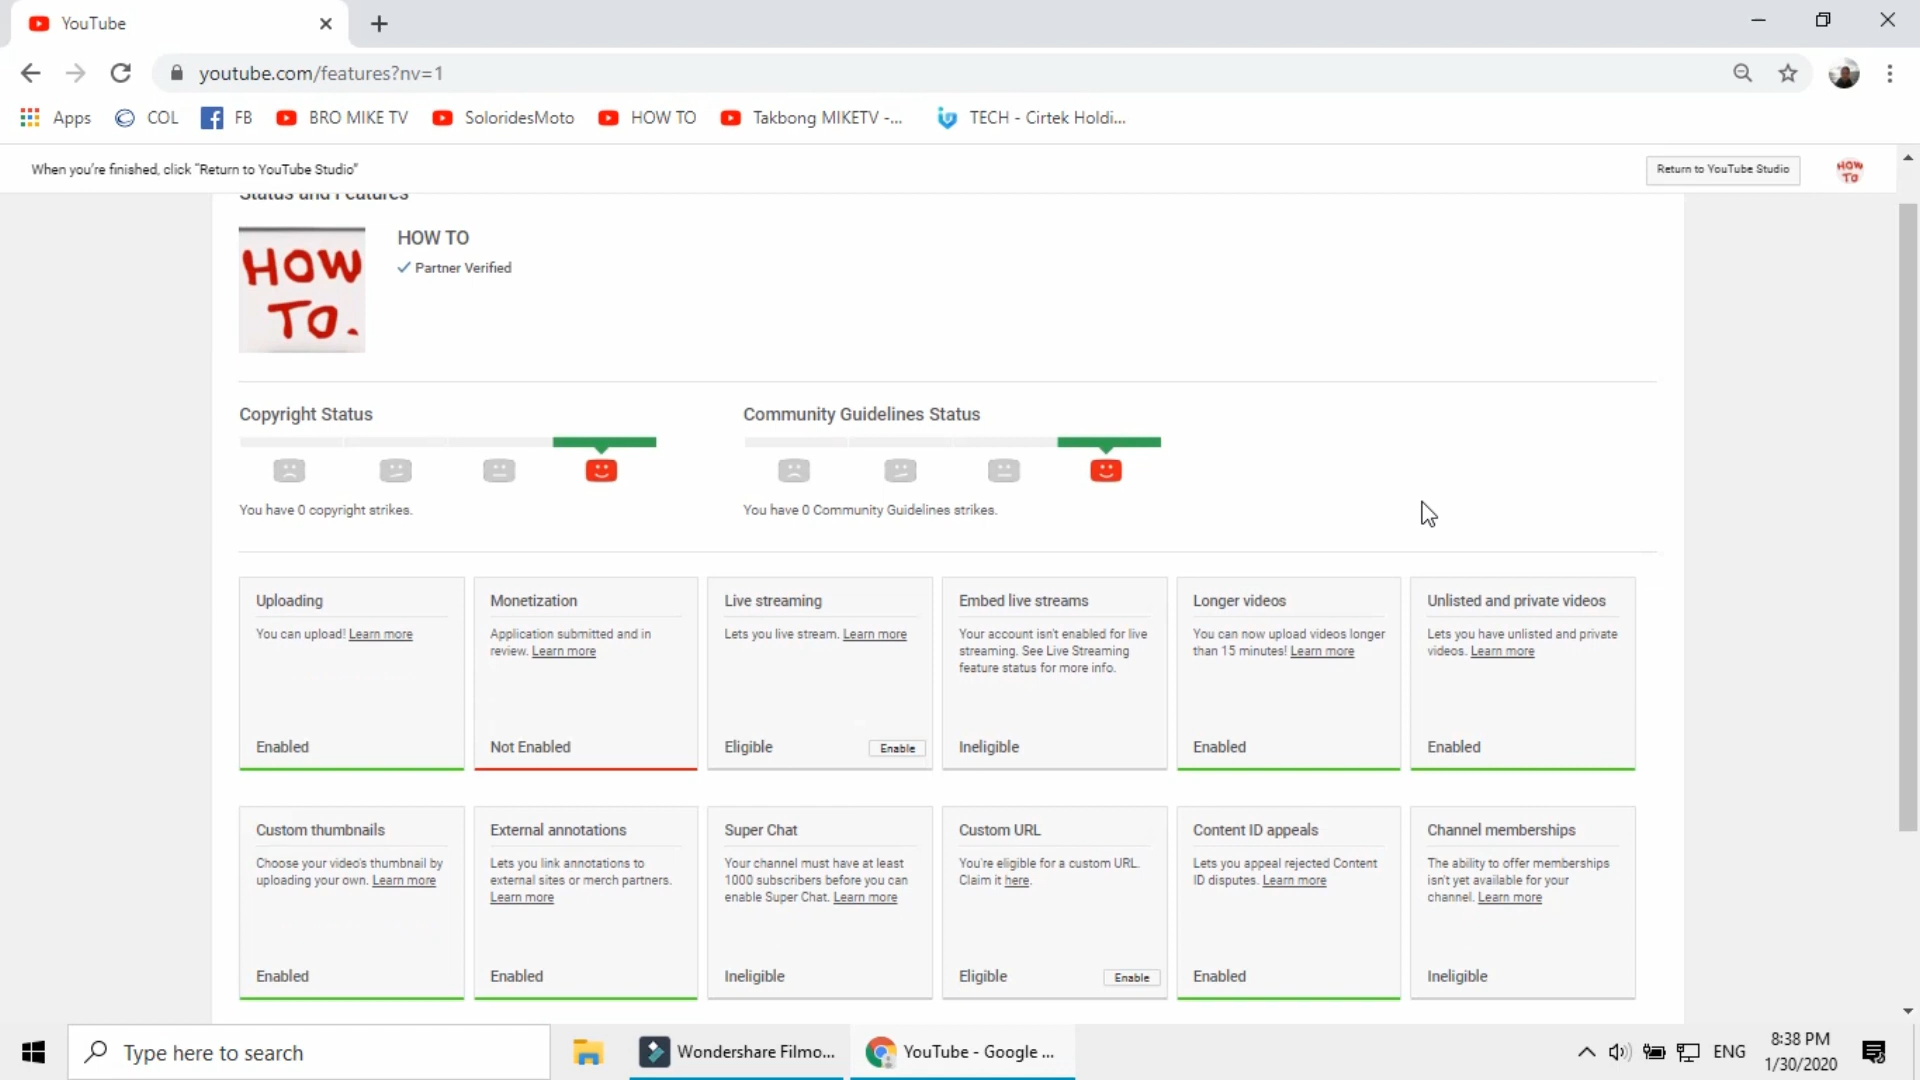 YouTube
youtube.com/features?nv=1
Apps
COL
FB
BRO MIKE TV
SoloridesMoto
HOW TO
Takbong MIKETV -...
TECH - Cirtek Holdi...
When you're finished, click "Return to YouTube Studio"
Return to YouTube Studio
HOW
TO
Status and Features
HOW
TO.
HOW TO
Partner Verified
Copyright Status
You have 0 copyright strikes.
Community Guidelines Status
You have 0 Community Guidelines strikes.
Uploading
You can upload! Learn more
Enabled
Monetization
Application submitted and in
review. Learn more
Not Enabled
Live streaming
Lets you live stream. Learn more
Eligible
Enable
Embed live streams
Your account isn't enabled for live
streaming. See Live Streaming
feature status for more info.
Ineligible
Longer videos
You can now upload videos longer
than 15 minutes! Learn more
Enabled
Unlisted and private videos
Lets you have unlisted and private
videos. Learn more
Enabled
Custom thumbnails
Choose your video's thumbnail by
uploading your own. Learn more
Enabled
External annotations
Lets you link annotations to
external sites or merch partners.
Learn more
Enabled
Super Chat
Your channel must have at least
1000 subscribers before you can
enable Super Chat. Learn more
Ineligible
Custom URL
You're eligible for a custom URL.
Claim it here.
Eligible
Enable
Content ID appeals
Lets you appeal rejected Content
ID disputes. Learn more
Enabled
Channel memberships
The ability to offer memberships
isn't yet available for your
channel. Learn more
Ineligible
Type here to search
Wondershare Filmo...
YouTube - Google ...
ENG
8:38 PM
1/30/2020